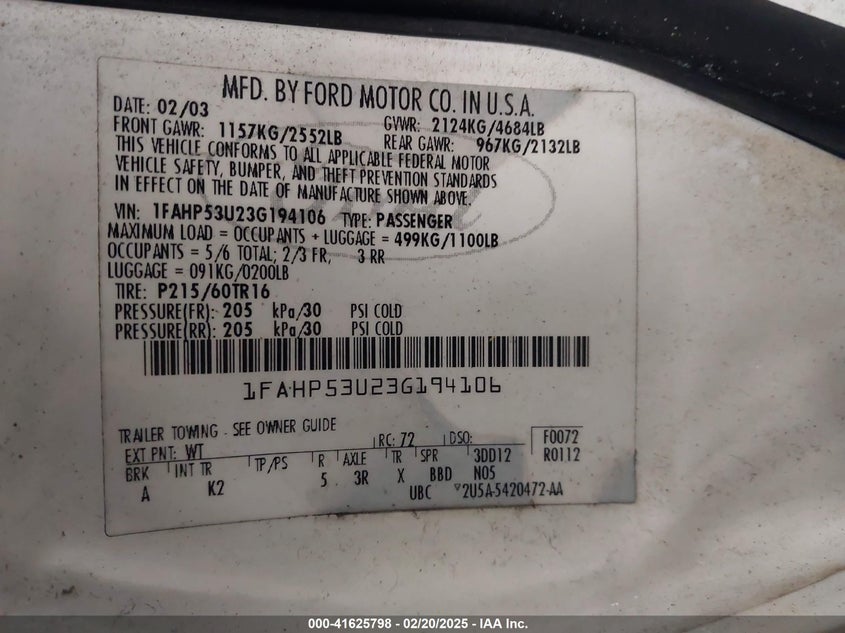 MFD. BY FORD MOTOR CO. IN U.S.A.
DATE: 02/03 GVWR: 2124KG/4684LB
FRONT GAWR: 1157KG/2552LB REAR GAWR: 967KG/2132LB
THIS VEHICLE CONFORMS TO ALL APPLICABLE FEDERAL MOTOR
VEHICLE SAFETY, BUMPER, AND THEFT PREVENTION STANDARDS
IN EFFECT ON THE DATE OF MANUFACTURE SHOWN ABOVE.
VIN: 1FAHP53U23G194106 TYPE: PASSENGER
MAXIMUM LOAD = OCCUPANTS + LUGGAGE = 499KG/1100LB
OCCUPANTS = 5/6 TOTAL; 2/3 FR, 3 RR
LUGGAGE = 091KG/0200LB
TIRE: P215/60TR16
PRESSURE(FR): 205 kPa/30 PSI COLD
PRESSURE(RR): 205 kPa/30 PSI COLD
1FAHP53U23G194106
TRAILER TOWING - SEE OWNER GUIDE
EXT PNT: WT RC: 72 DSO: F0072
BRK INT TR TP/PS R AXLE TR SPR 3DD12 R0112
A K2 5 3R X BBD N05
UBC 2U5A-5420472-AA
000-41625798 - 02/20/2025 - IAA Inc.